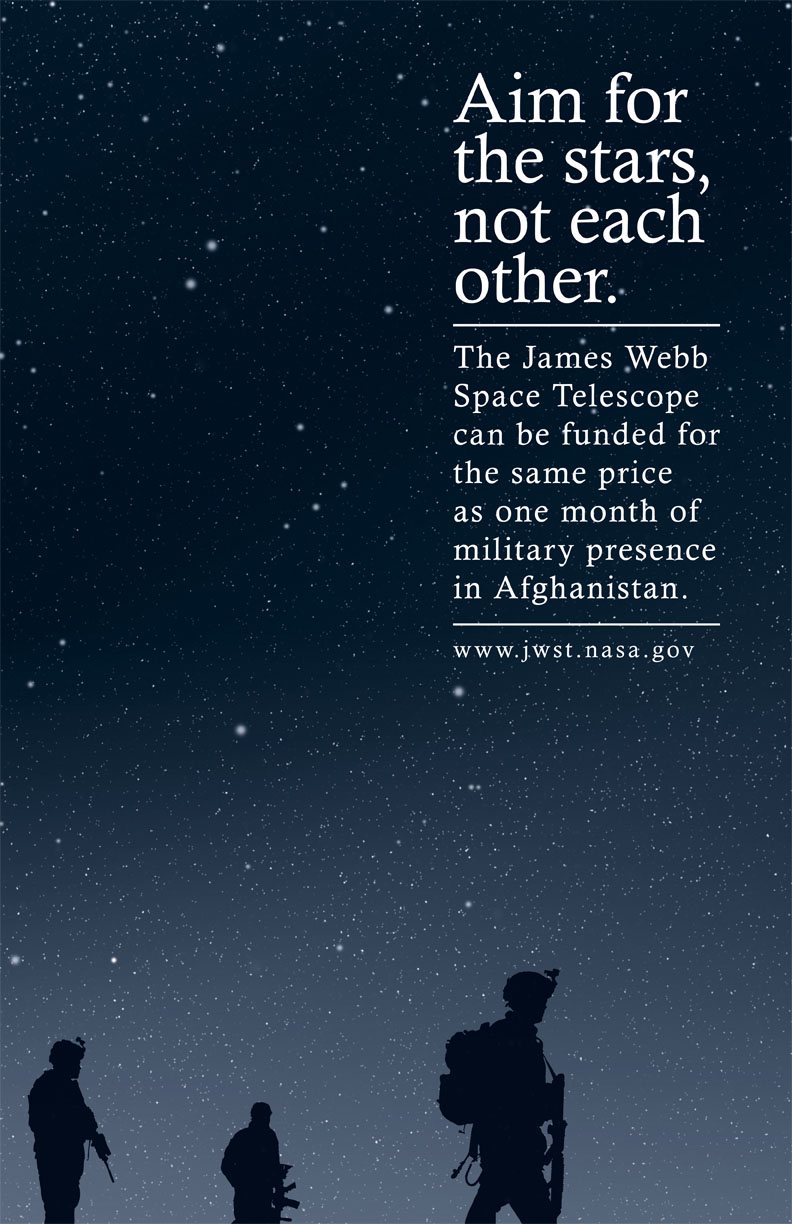 Aim for
the stars,
not each
other.
The James Webb
Space Telescope
can be funded for
the same price
as one month of
military presence
in Afghanistan.
www.jwst.nasa.gov